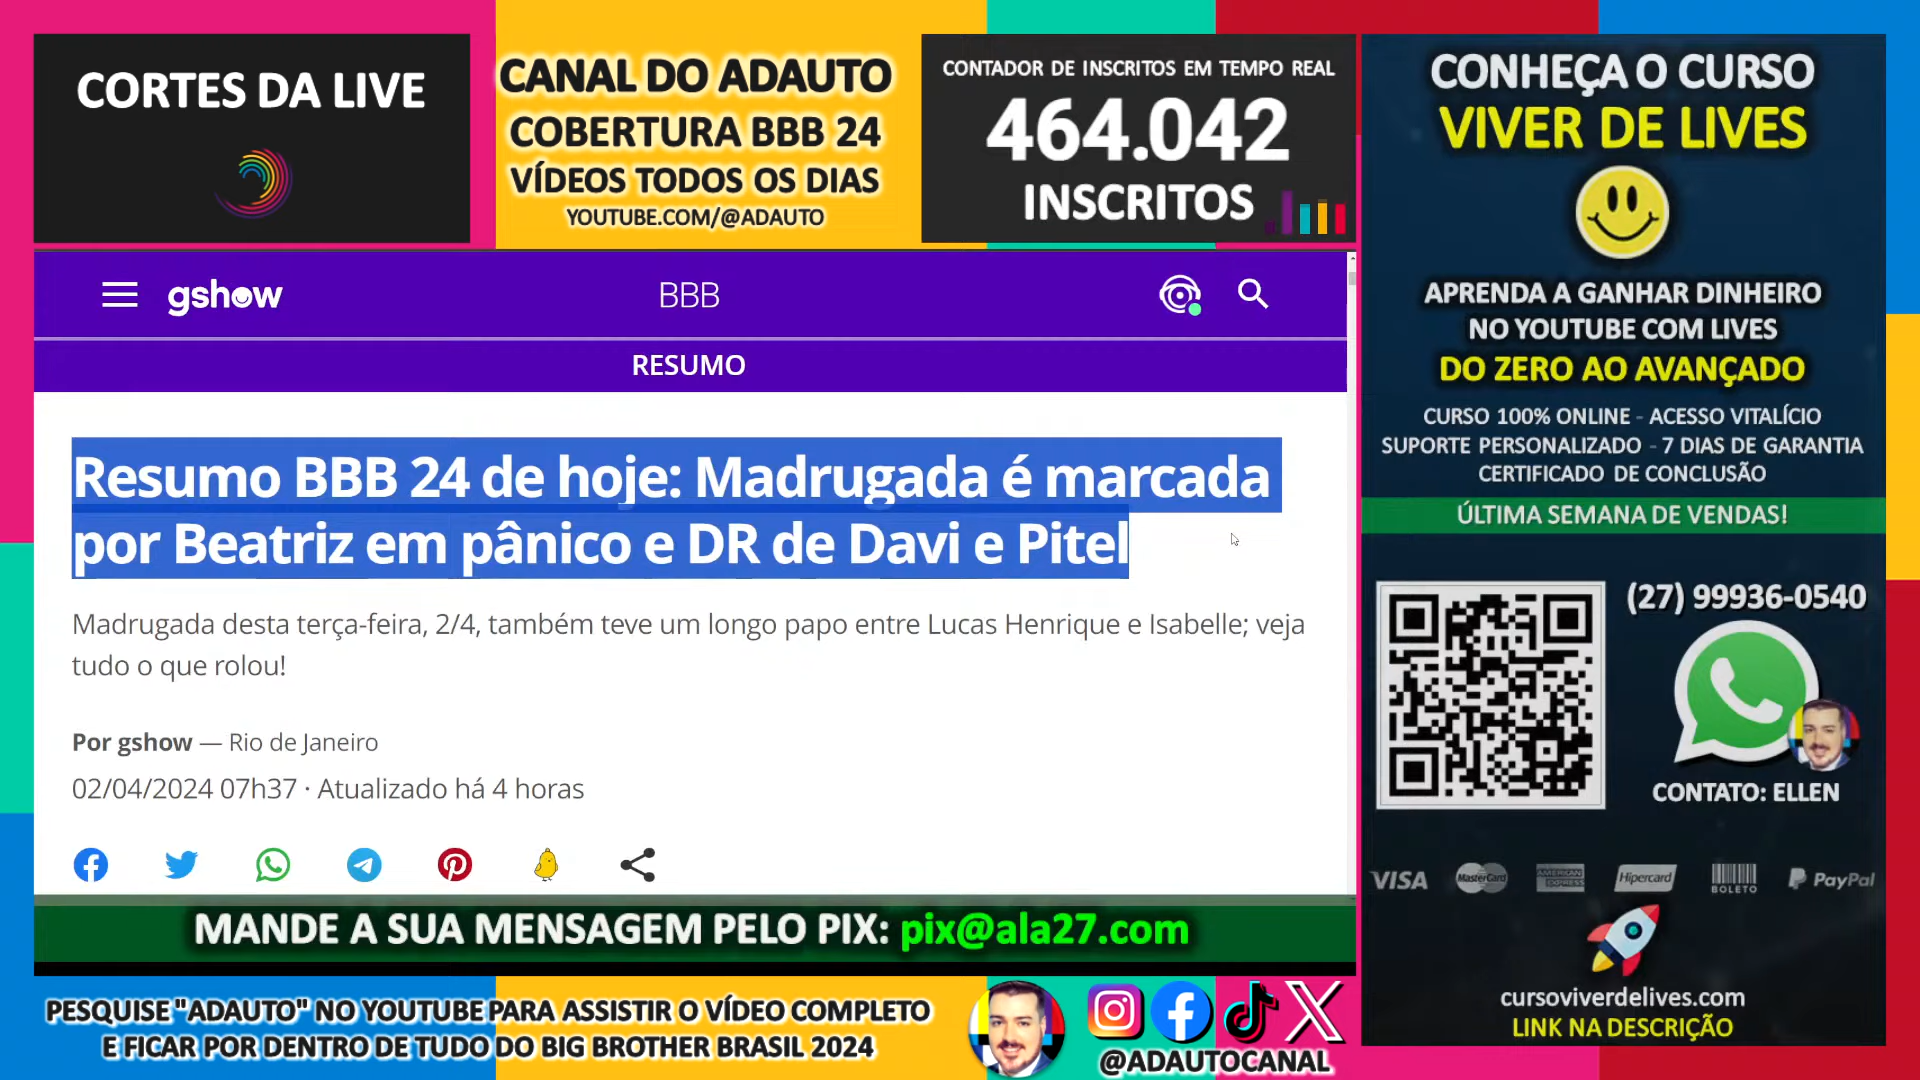 CORTES DA LIVE
CANAL DO ADAUTO
COBERTURA BBB 24
VÍDEOS TODOS OS DIAS
YOUTUBE.COM/@ADAUTO
CONTADOR DE INSCRITOS EM TEMPO REAL
464.042
INSCRITOS
gshow
BBB
RESUMO
Resumo BBB 24 de hoje: Madrugada é marcada
por Beatriz em pânico e DR de Davi e Pitel
Madrugada desta terça-feira, 2/4, também teve um longo papo entre Lucas Henrique e Isabelle; veja
tudo o que rolou!
Por gshow — Rio de Janeiro
02/04/2024 07h37 · Atualizado há 4 horas
MANDE A SUA MENSAGEM PELO PIX: pix@ala27.com
PESQUISE "ADAUTO" NO YOUTUBE PARA ASSISTIR O VÍDEO COMPLETO
E FICAR POR DENTRO DE TUDO DO BIG BROTHER BRASIL 2024
@ADAUTOCANAL
CONHEÇA O CURSO
VIVER DE LIVES
APRENDA A GANHAR DINHEIRO
NO YOUTUBE COM LIVES
DO ZERO AO AVANÇADO
CURSO 100% ONLINE - ACESSO VITALÍCIO
SUPORTE PERSONALIZADO - 7 DIAS DE GARANTIA
CERTIFICADO DE CONCLUSÃO
ÚLTIMA SEMANA DE VENDAS!
(27) 99936-0540
CONTATO: ELLEN
VISA MasterCard AMERICAN EXPRESS Hipercard BOLETO PayPal
cursoviverdelives.com
LINK NA DESCRIÇÃO